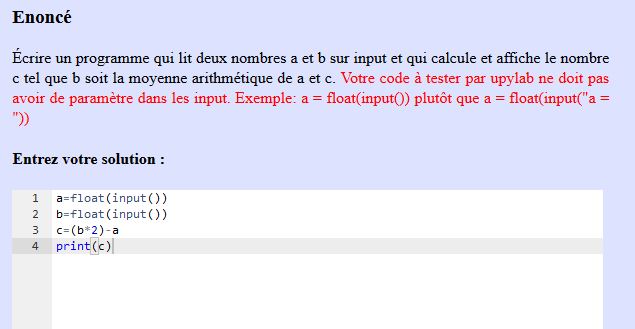 Enoncé
Écrire un programme qui lit deux nombres a et b sur input et qui calcule et affiche le nombre
c tel que b soit la moyenne arithmétique de a et c. Votre code à tester par upylab ne doit pas
avoir de paramètre dans les input. Exemple: a = float(input()) plutôt que a = float(input("a =
"))
Entrez votre solution :
1 a=float(input())
2 b=float(input())
3 c=(b*2)-a
4 print(c)